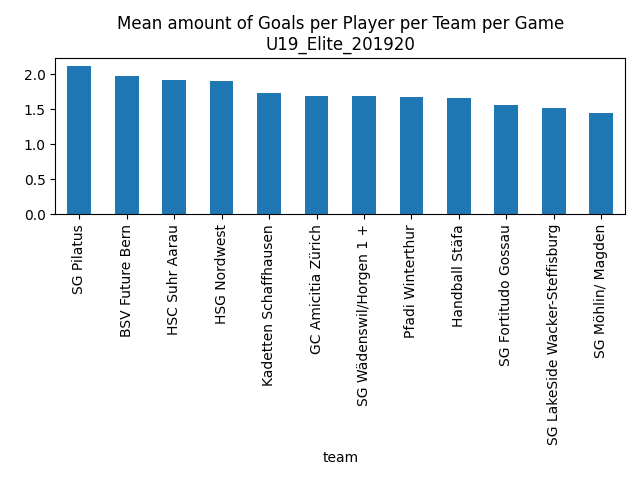 Mean amount of Goals per Player per Team per Game
U19_Elite_201920
2.0
1.5
1.0
0.5
0.0
SG Pilatus
BSV Future Bern
HSC Suhr Aarau
HSG Nordwest
Kadetten Schaffhausen
GC Amicitia Zürich
SG Wädenswil/Horgen 1 +
Pfadi Winterthur
Handball Stäfa
SG Fortitudo Gossau
SG LakeSide Wacker-Steffisburg
SG Möhlin/ Magden
team